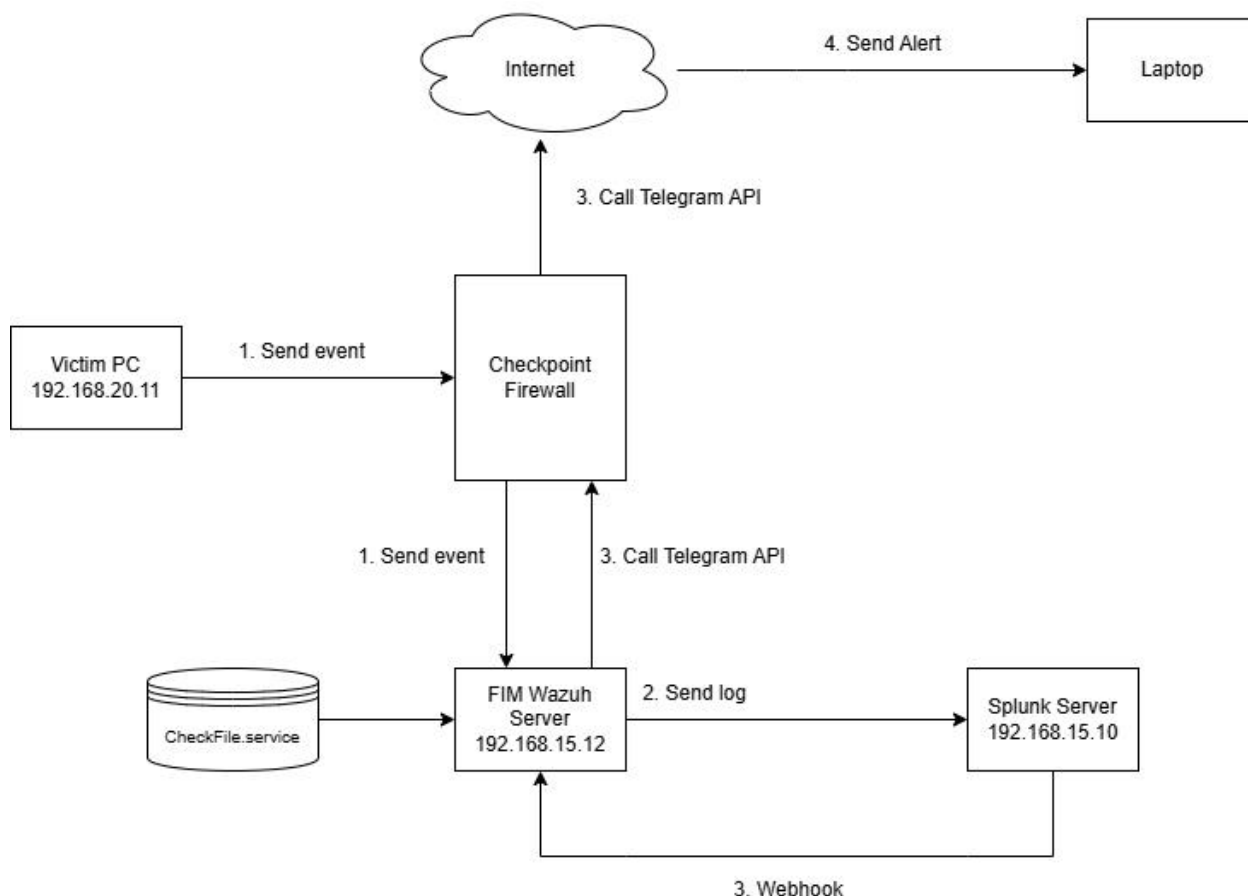 Internet
4. Send Alert
Laptop
3. Call Telegram API
Victim PC
192.168.20.11
1. Send event
Checkpoint
Firewall
1. Send event
3. Call Telegram API
CheckFile.service
FIM Wazuh
Server
192.168.15.12
2. Send log
Splunk Server
192.168.15.10
3. Webhook